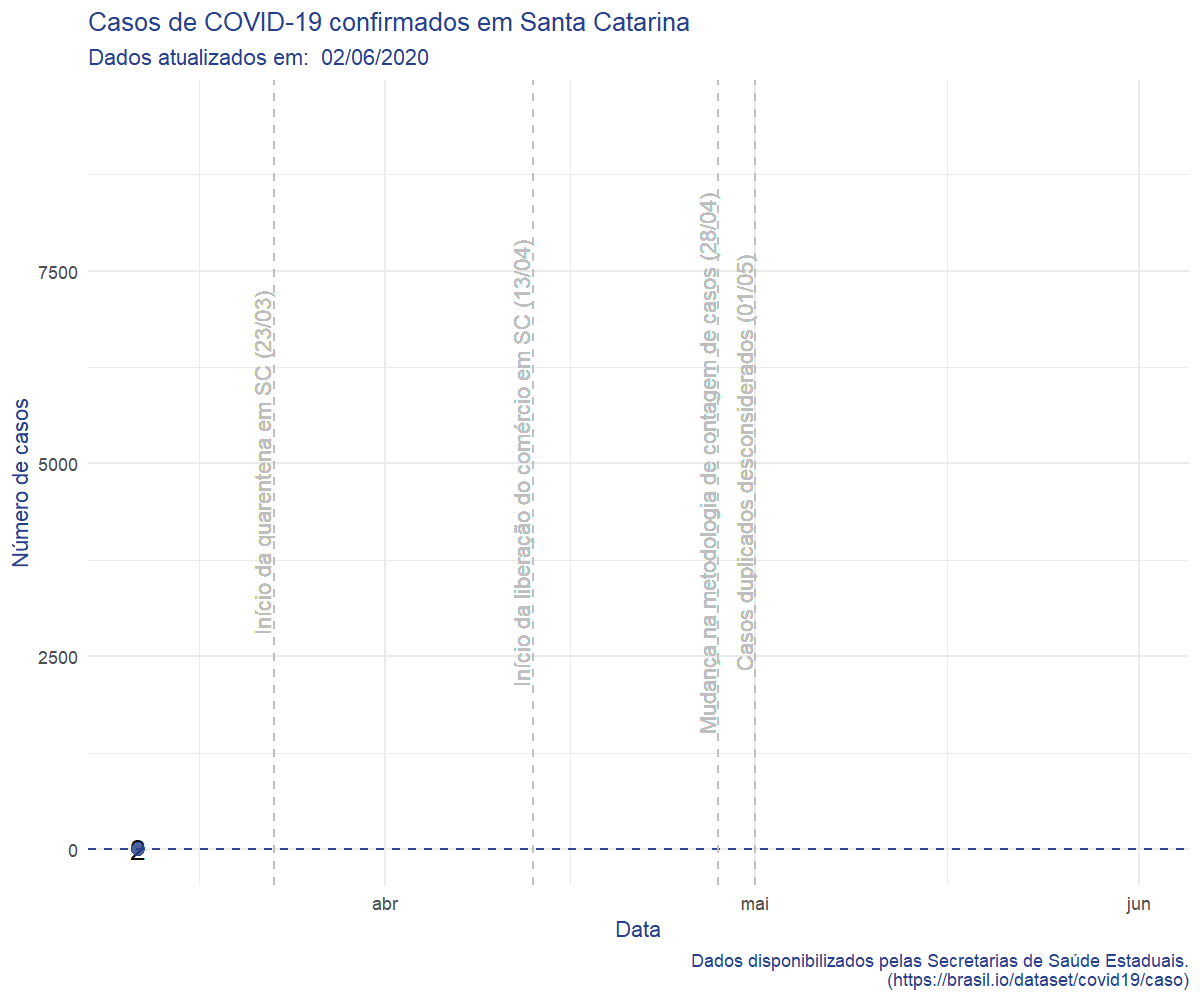 Casos de COVID-19 confirmados em Santa Catarina
Dados atualizados em:  02/06/2020
Número de casos
7500
5000
2500
0
Início da quarentena em SC (23/03)
Início da liberação do comércio em SC (13/04)
Mudança na metodologia de contagem de casos (28/04)
Casos duplicados desconsiderados (01/05)
2
abr
mai
jun
Data
Dados disponibilizados pelas Secretarias de Saúde Estaduais.
(https://brasil.io/dataset/covid19/caso)